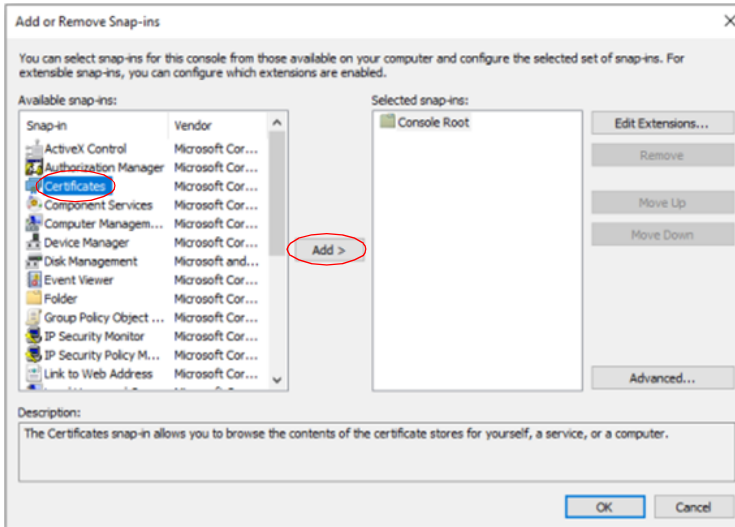 Add or Remove Snap-ins
You can select snap-ins for this console from those available on your computer and configure the selected set of snap-ins. For
extensible snap-ins, you can configure which extensions are enabled.
Available snap-ins:
Snap-in Vendor
ActiveX Control Microsoft Cor...
Authorization Manager Microsoft Cor...
Certificates Microsoft Cor...
Component Services Microsoft Cor...
Computer Managem... Microsoft Cor...
Device Manager Microsoft Cor...
Disk Management Microsoft and...
Event Viewer Microsoft Cor...
Folder Microsoft Cor...
Group Policy Object ... Microsoft Cor...
IP Security Monitor Microsoft Cor...
IP Security Policy M... Microsoft Cor...
Link to Web Address Microsoft Cor...
Add >
Selected snap-ins:
Console Root
Edit Extensions...
Remove
Move Up
Move Down
Advanced...
Description:
The Certificates snap-in allows you to browse the contents of the certificate stores for yourself, a service, or a computer.
OK Cancel